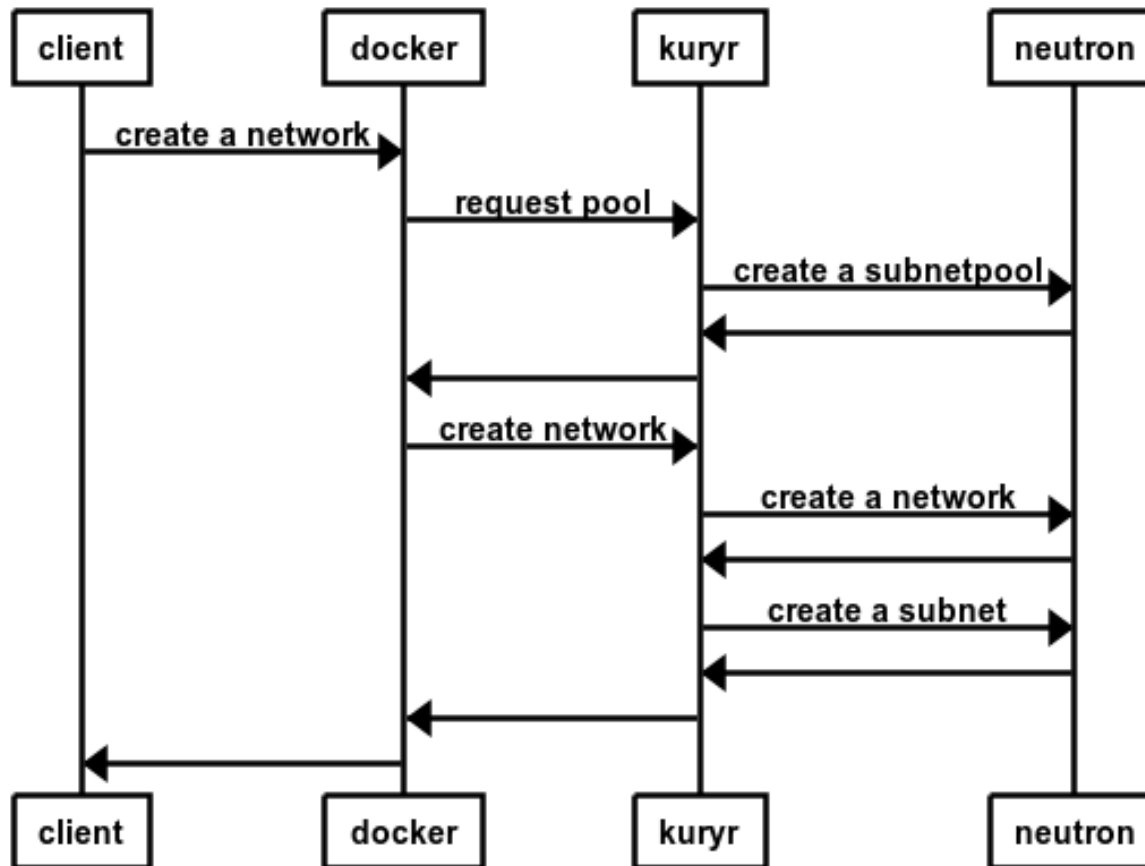 client docker kuryr neutron
create a network
request pool
create a subnetpool
create network
create a network
create a subnet
client docker kuryr neutron